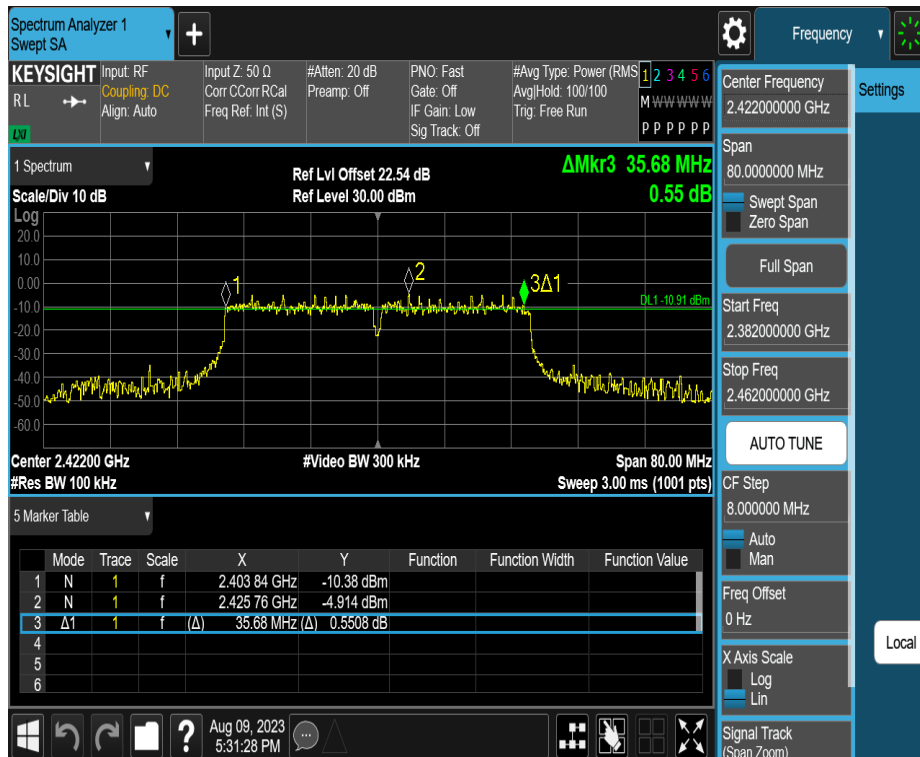 Spectrum Analyzer 1
Swept SA
+
Frequency
KEYSIGHT
RL
LXI
Input: RF
Coupling: DC
Align: Auto
Input Z: 50 Ω
Corr CCorr RCal
Freq Ref: Int (S)
#Atten: 20 dB
Preamp: Off
PNO: Fast
Gate: Off
IF Gain: Low
Sig Track: Off
#Avg Type: Power (RMS
Avg|Hold: 100/100
Trig: Free Run
1 2 3 4 5 6
M W W W W W
P P P P P P
1 Spectrum
Scale/Div 10 dB
Log
Ref Lvl Offset 22.54 dB
Ref Level 30.00 dBm
ΔMkr3 35.68 MHz
0.55 dB
20.0
10.0
0.00
-10.0
-20.0
-30.0
-40.0
-50.0
-60.0
1
2
3Δ1
DL1 -10.91 dBm
Center 2.42200 GHz
#Res BW 100 kHz
#Video BW 300 kHz
Span 80.00 MHz
Sweep 3.00 ms (1001 pts)
5 Marker Table
Mode Trace Scale X Y Function Function Width Function Value
1 N 1 f 2.403 84 GHz -10.38 dBm
2 N 1 f 2.425 76 GHz -4.914 dBm
3 Δ1 1 f (Δ) 35.68 MHz (Δ) 0.5508 dB
4
5
6
?
Aug 09, 2023
5:31:28 PM
Center Frequency
2.422000000 GHz
Span
80.0000000 MHz
Swept Span
Zero Span
Full Span
Start Freq
2.382000000 GHz
Stop Freq
2.462000000 GHz
AUTO TUNE
CF Step
8.000000 MHz
Auto
Man
Freq Offset
0 Hz
X Axis Scale
Log
Lin
Signal Track
(Span Zoom)
Settings
Local